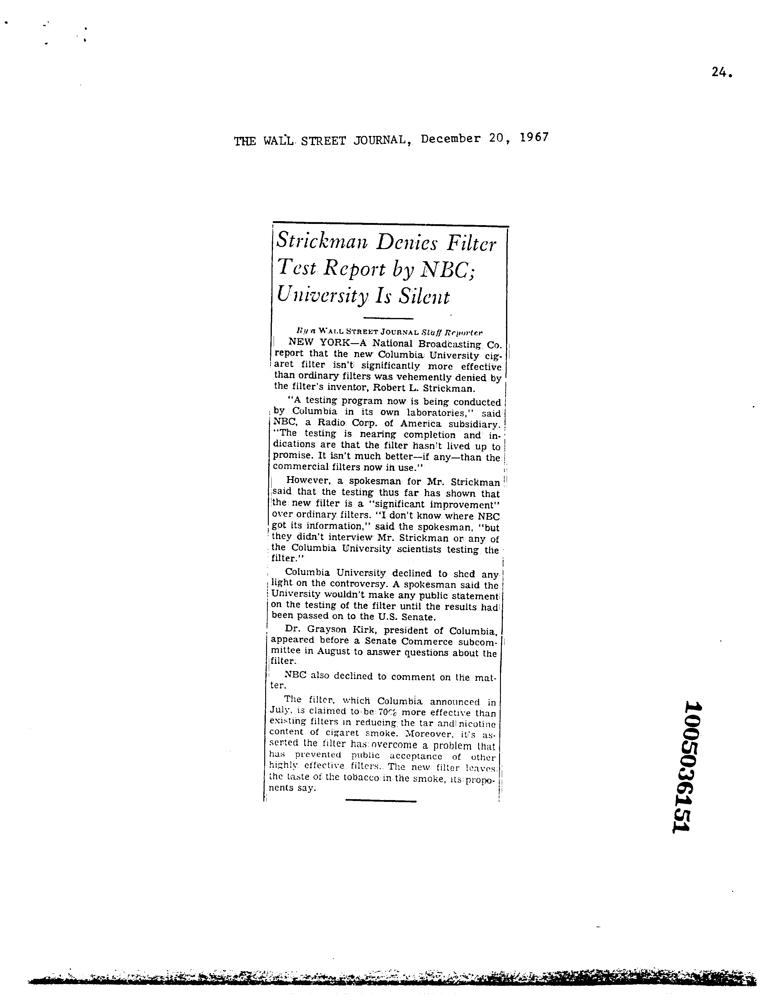 24.
THE WALL STREET JOURNAL, December 20, 1967
Strickman Denies Filter
Test Report by NBC;
University Is Silent
By a WALL STREET JOURNAL Staff Reporter
NEW YORK—A National Broadcasting Co.
report that the new Columbia University cig-
aret filter isn't significantly more effective
than ordinary filters was vehemently denied by
the filter's inventor, Robert L. Strickman.
"A testing program now is being conducted
by Columbia in its own laboratories," said
NBC, a Radio Corp. of America subsidiary.
"The testing is nearing completion and in-
dications are that the filter hasn't lived up to
promise. It isn't much better—if any—than the
commercial filters now in use."
However, a spokesman for Mr. Strickman
said that the testing thus far has shown that
the new filter is a "significant improvement"
over ordinary filters. "I don't know where NBC
got its information," said the spokesman, "but
they didn't interview Mr. Strickman or any of
the Columbia University scientists testing the
filter."
Columbia University declined to shed any
light on the controversy. A spokesman said the
University wouldn't make any public statement
on the testing of the filter until the results had
been passed on to the U.S. Senate.
Dr. Grayson Kirk, president of Columbia,
appeared before a Senate Commerce subcom-
mittee in August to answer questions about the
filter.
NBC also declined to comment on the mat-
ter.
The filter, which Columbia announced in
July, is claimed to be 70% more effective than
existing filters in reducing the tar and nicotine
content of cigaret smoke. Moreover, it's as-
serted the filter has overcome a problem that
has prevented public acceptance of other
highly effective filters. The new filter leaves
the taste of the tobacco in the smoke, its propo-
nents say.
1005036151